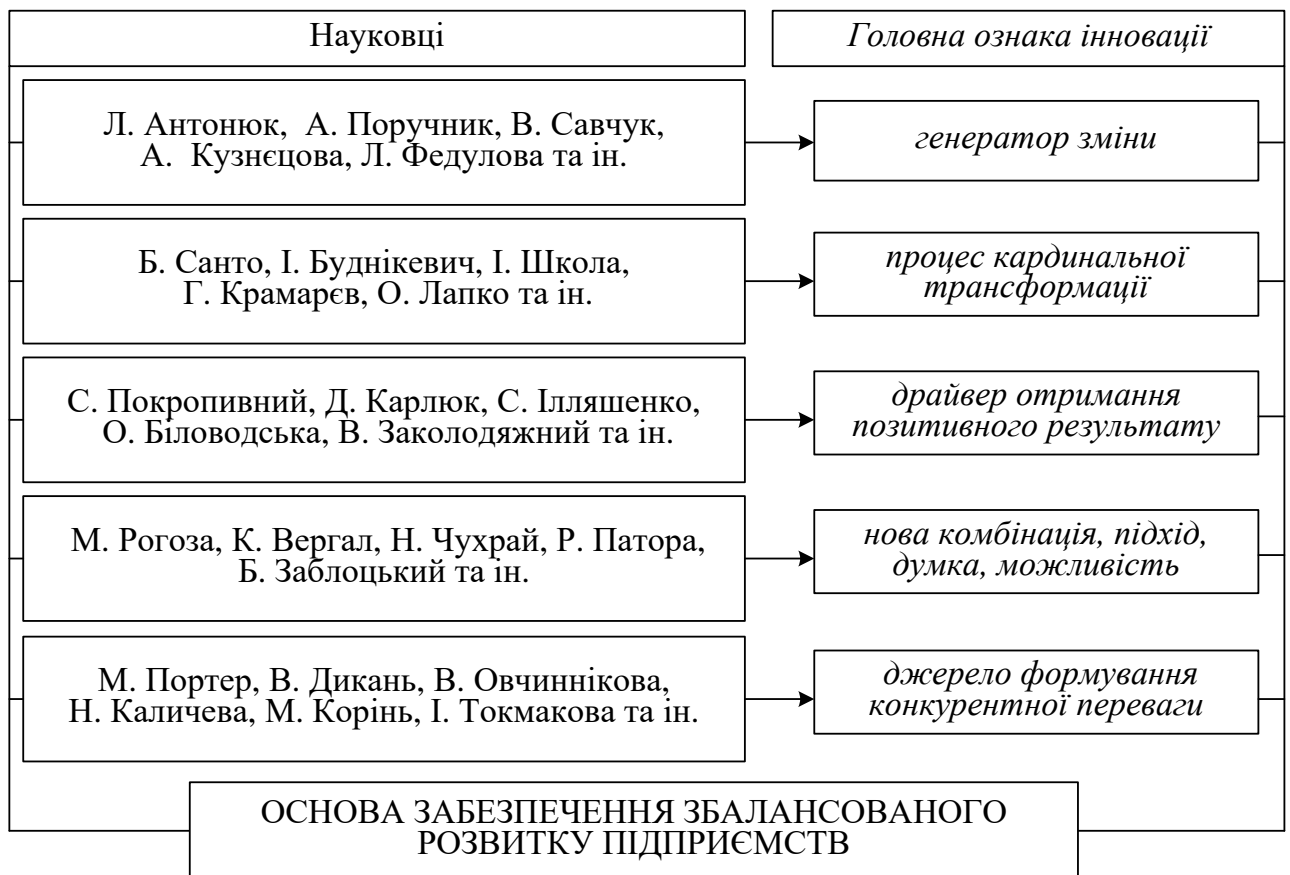 Науковці
Головна ознака інновації
Л. Антонюк, А. Поручник, В. Савчук,
А. Кузнєцова, Л. Федулова та ін.
генератор зміни
Б. Санто, І. Буднікевич, І. Школа,
Г. Крамарєв, О. Лапко та ін.
процес кардинальної
трансформації
С. Покропивний, Д. Карлюк, С. Ілляшенко,
О. Біловодська, В. Заколодяжний та ін.
драйвер отримання
позитивного результату
М. Рогоза, К. Вергал, Н. Чухрай, Р. Патора,
Б. Заблоцький та ін.
нова комбінація, підхід,
думка, можливість
М. Портер, В. Дикань, В. Овчиннікова,
Н. Каличева, М. Корінь, І. Токмакова та ін.
джерело формування
конкурентної переваги
ОСНОВА ЗАБЕЗПЕЧЕННЯ ЗБАЛАНСОВАНОГО
РОЗВИТКУ ПІДПРИЄМСТВ